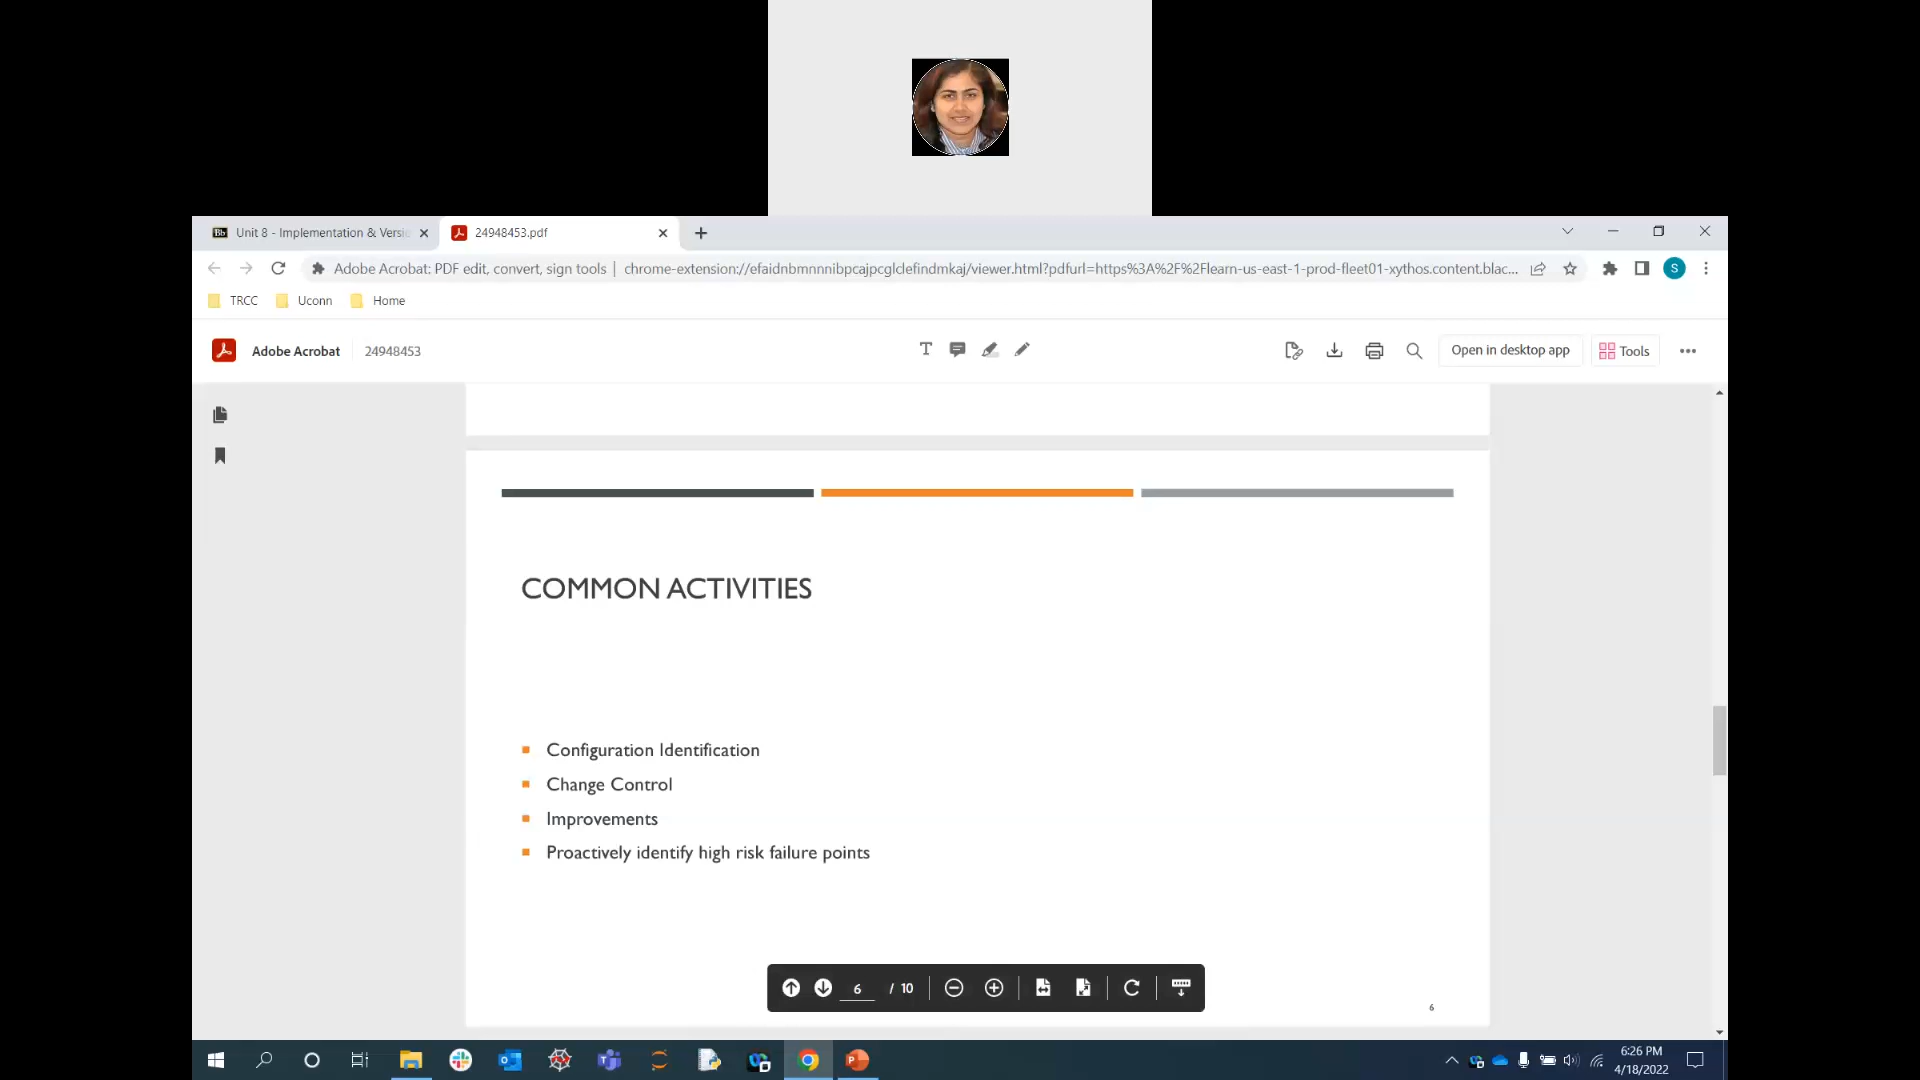 Bb Unit 8 - Implementation & Versi
24948453.pdf
Adobe Acrobat: PDF edit, convert, sign tools | chrome-extension://efaidnbmnnnibpcajpcglclefindmkaj/viewer.html?pdfurl=https%3A%2F%2Flearn-us-east-1-prod-fleet01-xythos.content.blac...
S
TRCC Uconn Home
Adobe Acrobat 24948453
Open in desktop app
Tools
COMMON ACTIVITIES
Configuration Identification
Change Control
Improvements
Proactively identify high risk failure points
6 / 10
6
6:26 PM
4/18/2022